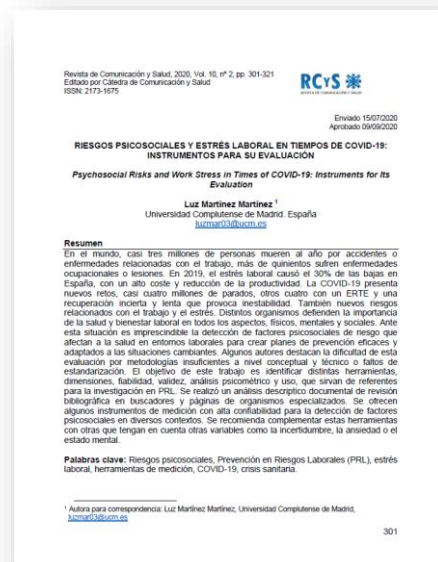 Revista de Comunicación y Salud, 2020, Vol. 10, nº 2, pp. 301-321
Editado por Cátedra de Comunicación y Salud
ISSN: 2173-1675
RCyS
REVISTA DE COMUNICACIÓN Y SALUD
Enviado 15/07/2020
Aprobado 09/09/2020
RIESGOS PSICOSOCIALES Y ESTRÉS LABORAL EN TIEMPOS DE COVID-19:
INSTRUMENTOS PARA SU EVALUACIÓN
Psychosocial Risks and Work Stress in Times of COVID-19: Instruments for Its
Evaluation
Luz Martínez Martínez ¹
Universidad Complutense de Madrid. España
luzmar03@ucm.es
Resumen
En el mundo, casi tres millones de personas mueren al año por accidentes o
enfermedades relacionadas con el trabajo, más de quinientos sufren enfermedades
ocupacionales o lesiones. En 2019, el estrés laboral causó el 30% de las bajas en
España, con un alto coste y reducción de la productividad. La COVID-19 presenta
nuevos retos, casi cuatro millones de parados, otros cuatro con un ERTE y una
recuperación incierta y lenta que provoca inestabilidad. También nuevos riesgos
relacionados con el trabajo y el estrés. Distintos organismos defienden la importancia
de la salud y bienestar laboral en todos los aspectos, físicos, mentales y sociales. Ante
esta situación es imprescindible la detección de factores psicosociales de riesgo que
afectan a la salud en entornos laborales para crear planes de prevención eficaces y
adaptados a las situaciones cambiantes. Algunos autores destacan la dificultad de esta
evaluación por metodologías insuficientes a nivel conceptual y técnico o faltos de
estandarización. El objetivo de este trabajo es identificar distintas herramientas,
dimensiones, fiabilidad, validez, análisis psicométrico y uso, que sirvan de referentes
para la investigación en PRL. Se realizó un análisis descriptico documental de revisión
bibliográfica en buscadores y páginas de organismos especializados. Se ofrecen
algunos instrumentos de medición con alta confiabilidad para la detección de factores
psicosociales en diversos contextos. Se recomienda complementar estas herramientas
con otras que tengan en cuenta otras variables como la incertidumbre, la ansiedad o el
estado mental.
Palabras clave: Riesgos psicosociales, Prevención en Riesgos Laborales (PRL), estrés
laboral, herramientas de medición, COVID-19, crisis sanitaria.
¹ Autora para correspondencia: Luz Martínez Martínez, Universidad Complutense de Madrid,
luzmar03@ucm.es
301